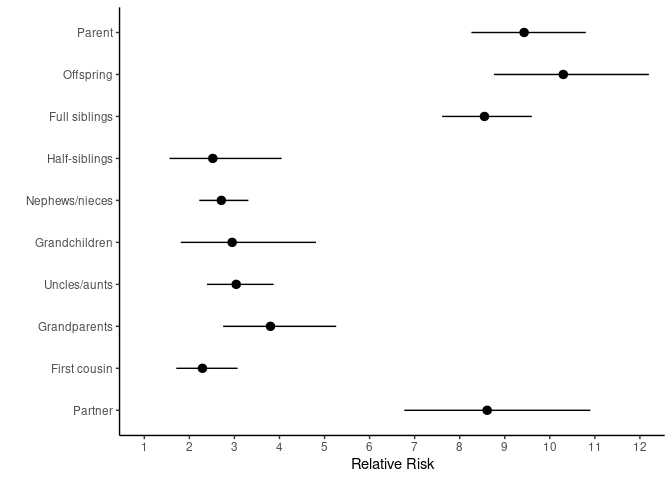 Parent
Offspring
Full siblings
Half-siblings
Nephews/nieces
Grandchildren
Uncles/aunts
Grandparents
First cousin
Partner
1 2 3 4 5 6 7 8 9 10 11 12
Relative Risk